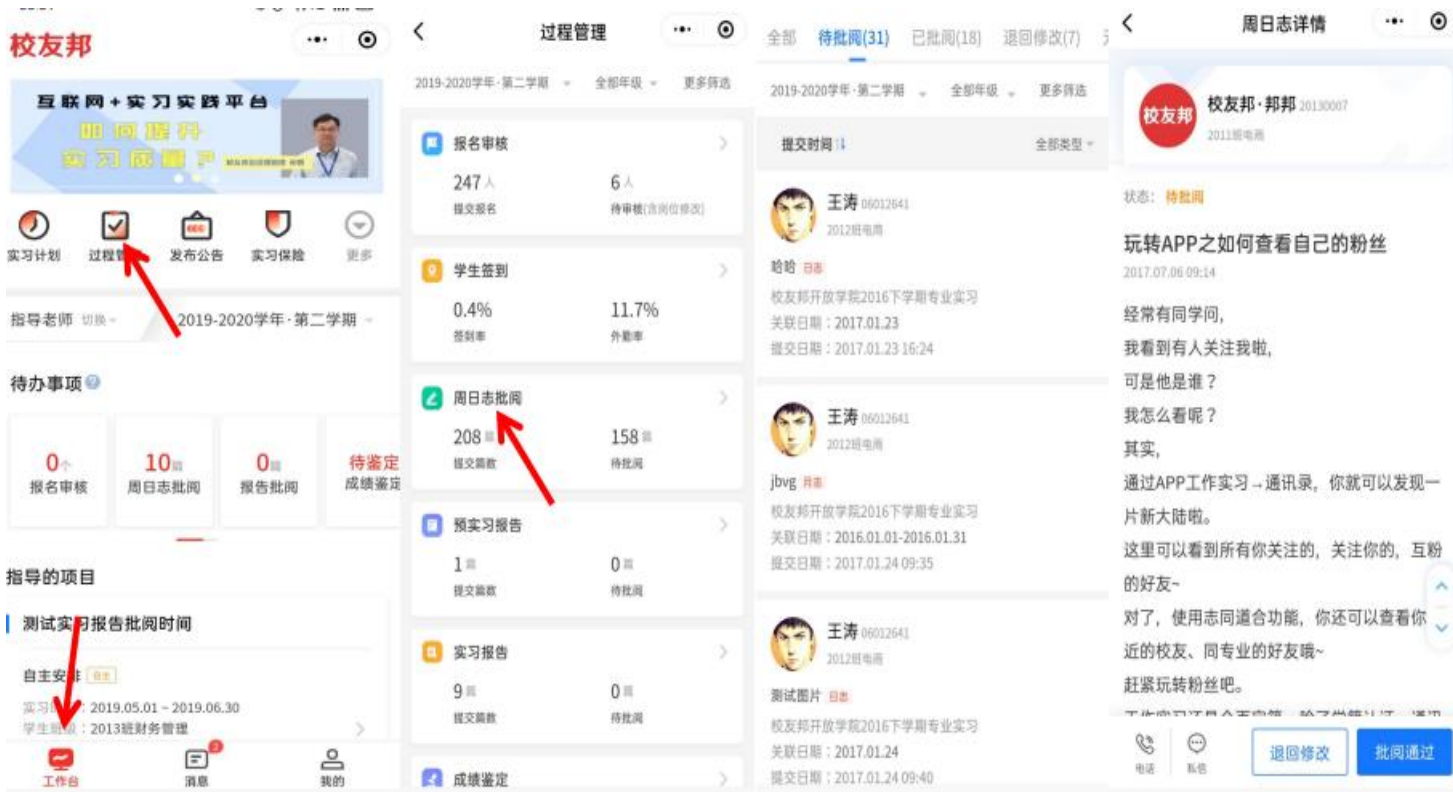 校友邦
互联网+实习实践平台
如何提升
实习质量？
实习计划
过程管理
发布公告
实习保险
更多
指导老师 切换
2019-2020学年·第二学期
待办事项
0个
报名审核
10篇
周日志批阅
0篇
报告批阅
待鉴定
成绩鉴定
指导的项目
测试实习报告批阅时间
自主安排 自主
2019.05.01 ~ 2019.06.30
2013班财务管理
工作台
消息
2
我的
过程管理
2019-2020学年·第二学期 全部年级 更多筛选
报名审核
247人 6人
提交报名 待审核(含岗位修改)
学生签到
0.4% 11.7%
签到率 外勤率
周日志批阅
208 158篇
提交篇数 待批阅
预实习报告
1篇 0篇
提交篇数 待批阅
实习报告
9篇 0篇
提交篇数 待批阅
成绩鉴定
全部 待批阅(31) 已批阅(18) 退回修改(7)
2019-2020学年·第二学期 全部年级 更多筛选
提交时间 全部类型
王涛 06012641
2012班电商
哈哈 日志
校友邦开放学院2016下学期专业实习
关联日期：2017.01.23
提交日期：2017.01.23 16:24
王涛 06012641
2012班电商
jbvg 月志
校友邦开放学院2016下学期专业实习
关联日期：2016.01.01-2016.01.31
提交日期：2017.01.24 09:35
王涛 06012641
2012班电商
测试图片 日志
校友邦开放学院2016下学期专业实习
关联日期：2017.01.24
提交日期：2017.01.24 09:40
周日志详情
校友邦
校友邦·邦邦 20130007
2011班电商
状态： 待批阅
玩转APP之如何查看自己的粉丝
2017.07.06 09:14
经常有同学问,
我看到有人关注我啦,
可是他是谁？
我怎么看呢？
其实,
通过APP工作实习→通讯录，你就可以发现一
片新大陆啦。
这里可以看到所有你关注的，关注你的，互粉
的好友~
对了，使用志同道合功能，你还可以查看你
近的校友、同专业的好友哦~
赶紧玩转粉丝吧。
电话
私信
退回修改
批阅通过